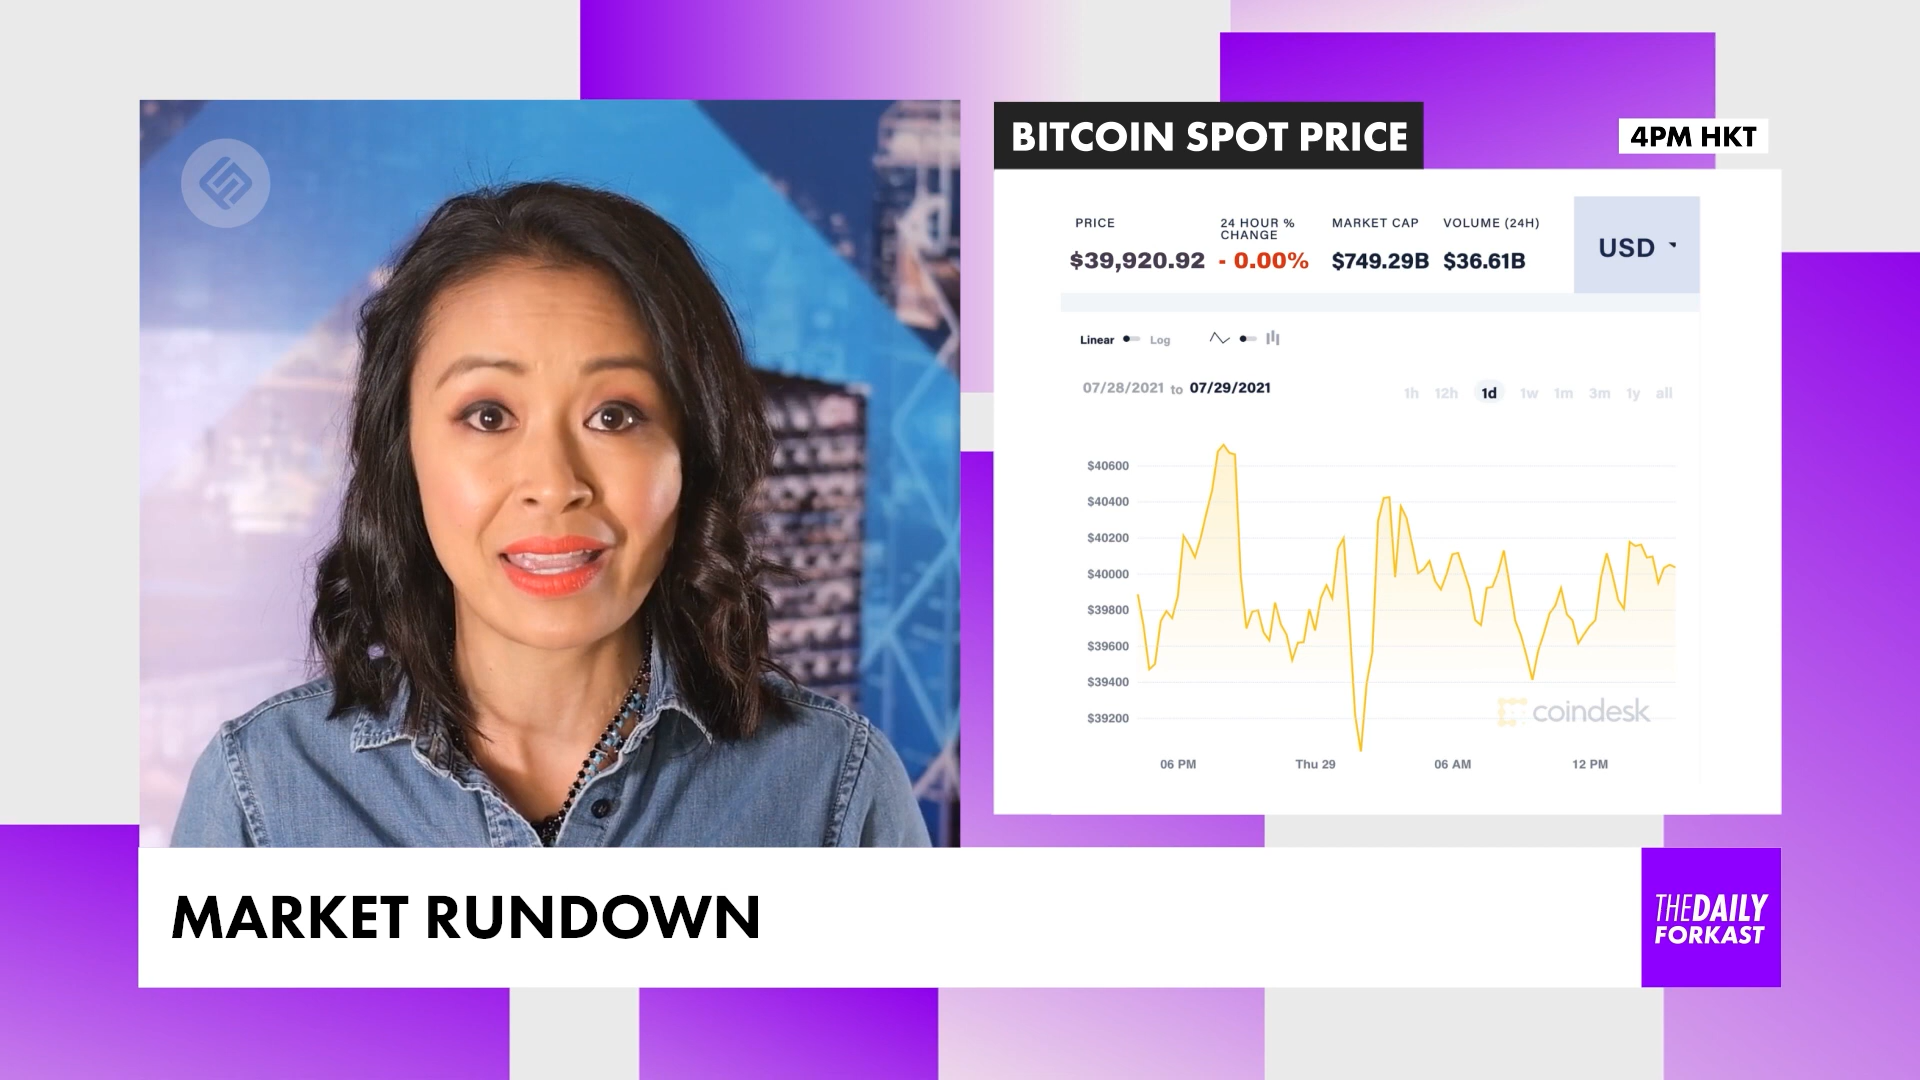 BITCOIN SPOT PRICE
4PM HKT
PRICE
24 HOUR %
CHANGE
MARKET CAP
VOLUME (24H)
$39,920.92
- 0.00%
$749.29B
$36.61B
USD
Linear
Log
07/28/2021 to 07/29/2021
1h 12h 1d 1w 1m 3m 1y all
$40600
$40400
$40200
$40000
$39800
$39600
$39400
$39200
coindesk
06 PM
Thu 29
06 AM
12 PM
MARKET RUNDOWN
THEDAILY
FORKAST